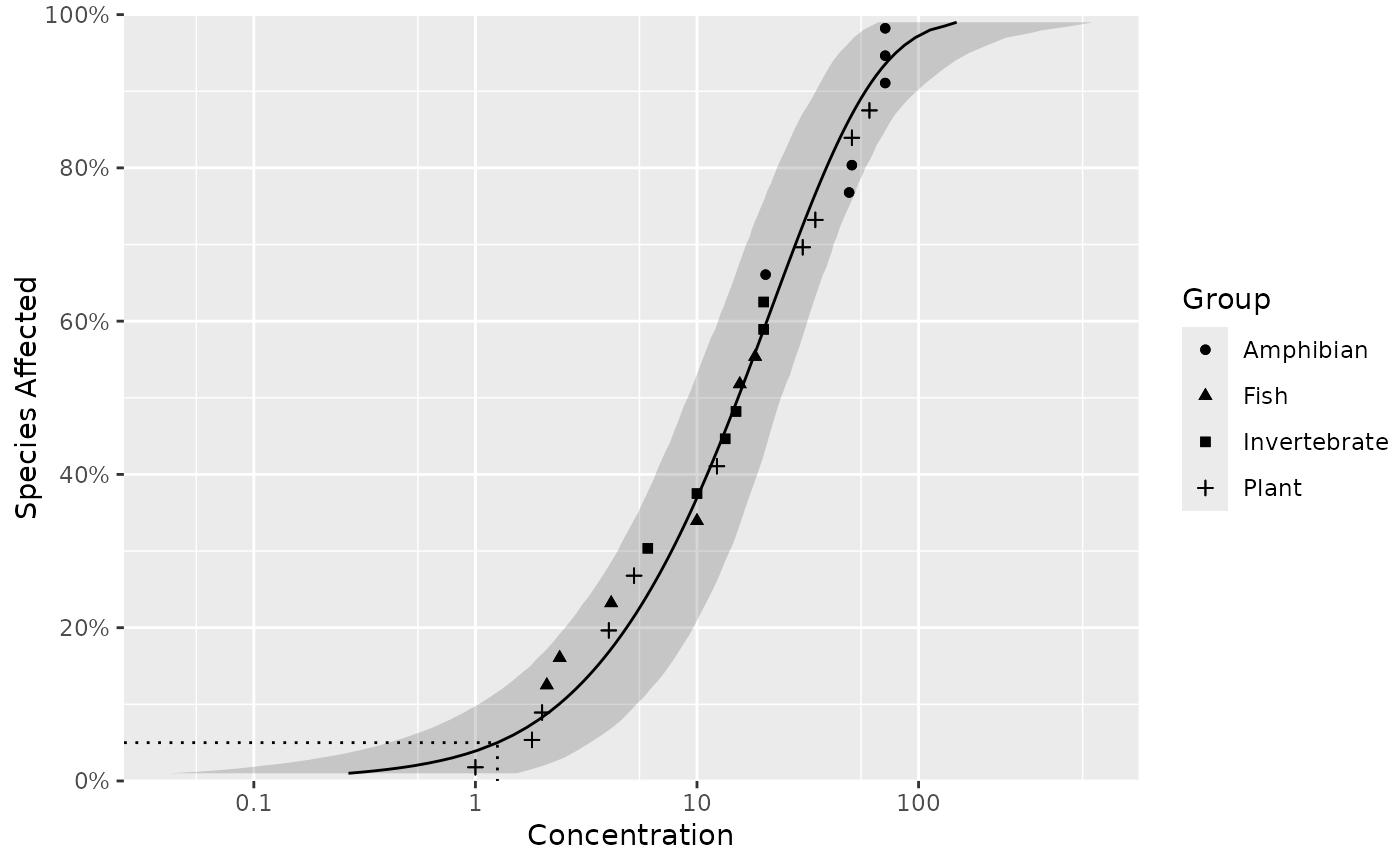 100%
80%
60%
40%
20%
0%
Species Affected
0.1 1 10 100
Concentration
Group
Amphibian
Fish
Invertebrate
Plant